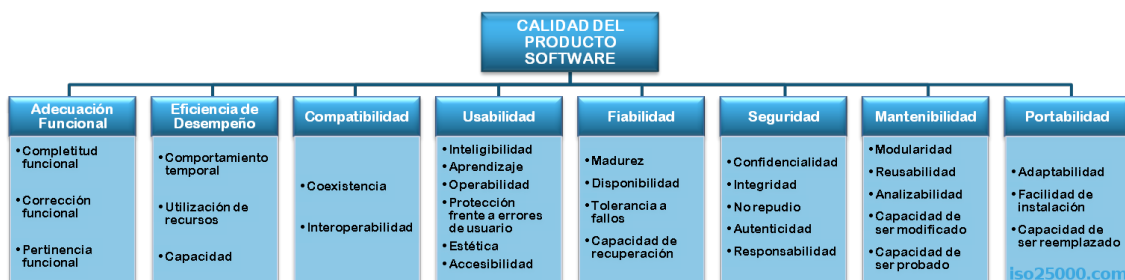 CALIDAD DEL
PRODUCTO
SOFTWARE
Adecuación
Funcional
• Completitud
funcional
• Corrección
funcional
• Pertinencia
funcional
Eficiencia de
Desempeño
• Comportamiento
temporal
• Utilización de
recursos
• Capacidad
Compatibilidad
• Coexistencia
• Interoperabilidad
Usabilidad
• Inteligibilidad
• Aprendizaje
• Operabilidad
• Protección
frente a errores
de usuario
• Estética
• Accesibilidad
Fiabilidad
• Madurez
• Disponibilidad
• Tolerancia a
fallos
• Capacidad de
recuperación
Seguridad
• Confidencialidad
• Integridad
• No repudio
• Autenticidad
• Responsabilidad
Mantenibilidad
• Modularidad
• Reusabilidad
• Analizabilidad
• Capacidad de
ser modificado
• Capacidad de
ser probado
Portabilidad
• Adaptabilidad
• Facilidad de
instalación
• Capacidad de
ser reemplazado
iso25000.com